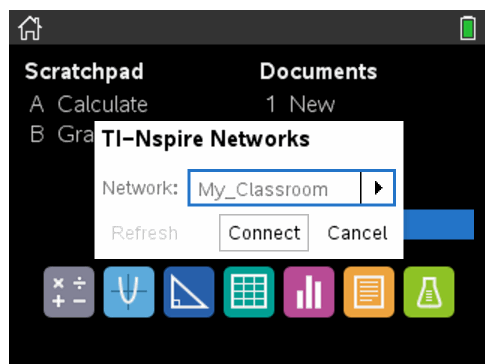 Scratchpad
Documents
A Calculate
1 New
B Gra
TI-Nspire Networks
Network: My_Classroom
Refresh Connect Cancel